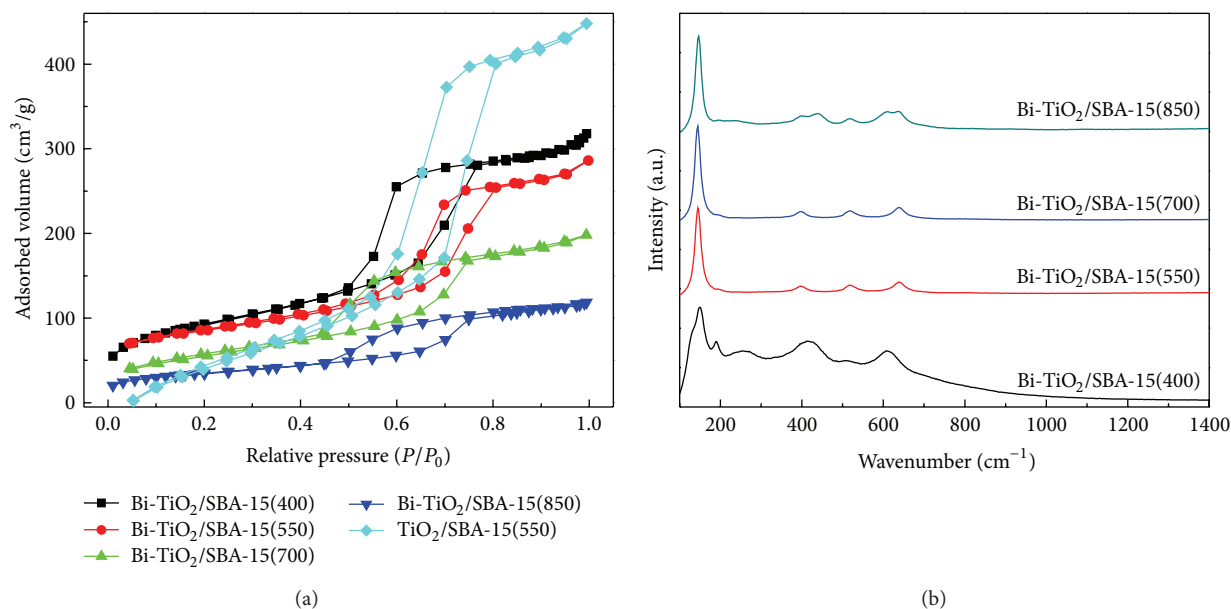 Adsorbed volume (cm³/g)
400
300
200
100
0
0.0 0.2 0.4 0.6 0.8 1.0
Relative pressure (P/P₀)
Bi-TiO₂/SBA-15(400)
Bi-TiO₂/SBA-15(550)
Bi-TiO₂/SBA-15(700)
Bi-TiO₂/SBA-15(850)
TiO₂/SBA-15(550)
(a)
Intensity (a.u.)
Bi-TiO₂/SBA-15(850)
Bi-TiO₂/SBA-15(700)
Bi-TiO₂/SBA-15(550)
Bi-TiO₂/SBA-15(400)
200 400 600 800 1000 1200 1400
Wavenumber (cm⁻¹)
(b)